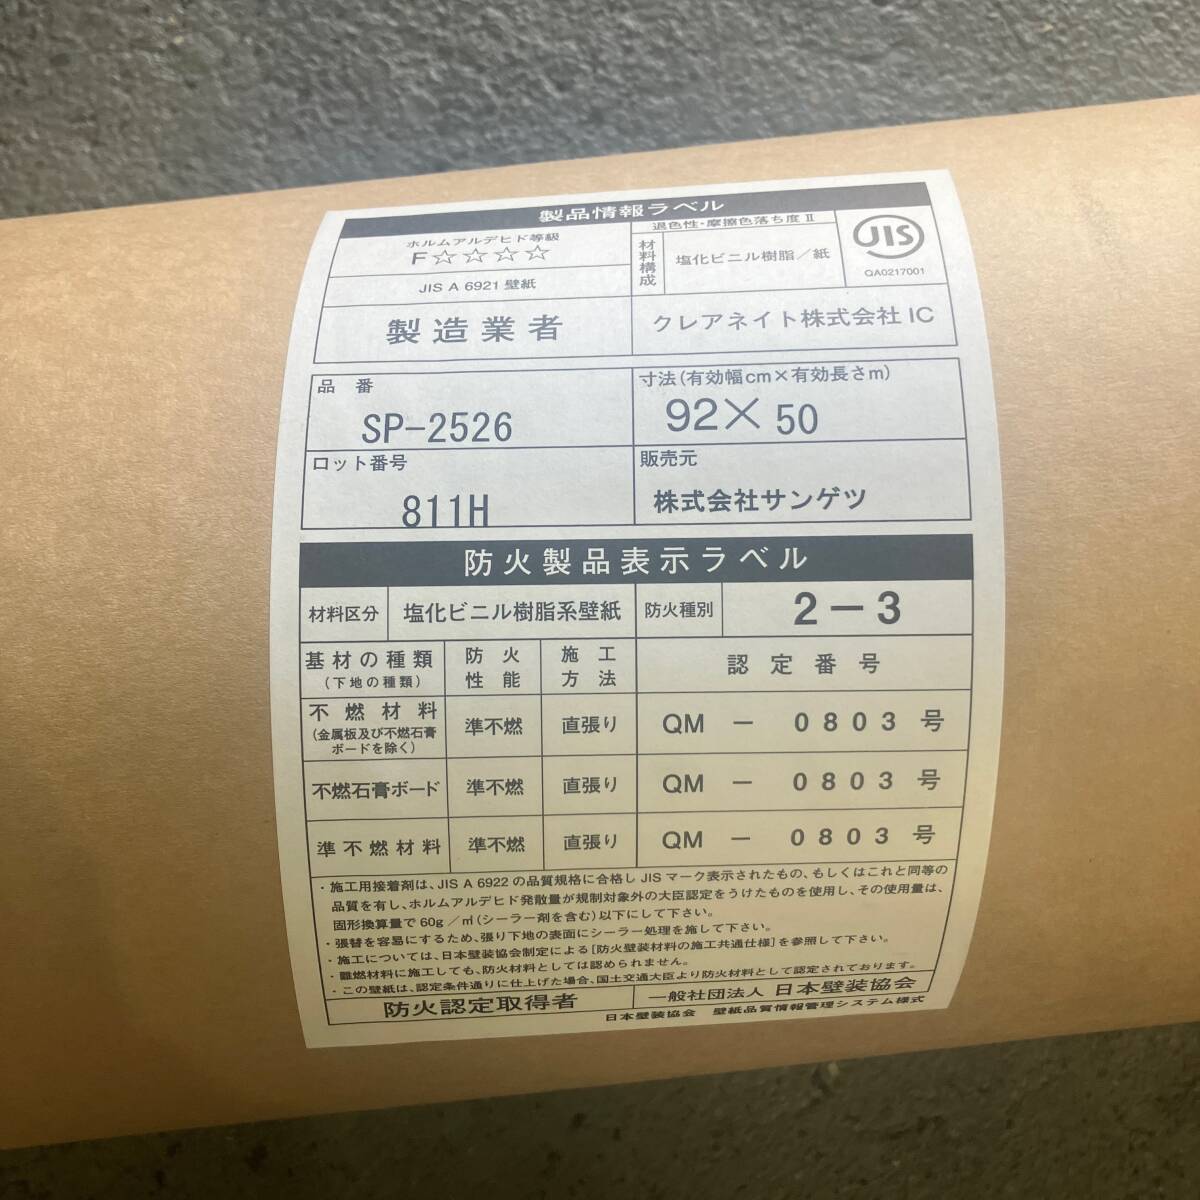 製品情報ラベル
ホルムアルデヒド等級
F☆☆☆☆
JIS A 6921 壁紙
退色性・摩擦色落ち度 II
材料構成
塩化ビニル樹脂／紙
JIS
QA0217001
製造業者
クレアネイト株式会社 IC
品番
SP-2526
寸法(有効幅cm×有効長さm)
92× 50
ロット番号
811H
販売元
株式会社サンゲツ
防火製品表示ラベル
材料区分 塩化ビニル樹脂系壁紙 防火種別 2－3
基材の種類
(下地の種類)
防火
性能
施工
方法
認定番号
不燃材料
(金属板及び不燃石膏
ボードを除く)
準不燃 直張り QM － 0803号
不燃石膏ボード 準不燃 直張り QM － 0803号
準不燃材料 準不燃 直張り QM － 0803号
・施工用接着剤は、JIS A 6922 の品質規格に合格し JIS マーク表示されたもの、もしくはこれと同等の
品質を有し、ホルムアルデヒド発散量が規制対象外の大臣認定をうけたものを使用し、その使用量は、
固形換算量で 60g／㎡(シーラー剤を含む)以下にして下さい。
・張替を容易にするため、張り下地の表面にシーラー処理を施して下さい。
・施工については、日本壁装協会制定による[防火壁装材料の施工共通仕様]を参照して下さい。
・難燃材料に施工しても、防火材料としては認められません。
・この壁紙は、認定条件通りに仕上げた場合、国土交通大臣より防火材料として認定されております。
防火認定取得者 一般社団法人 日本壁装協会
日本壁装協会 壁紙品質情報管理システム様式